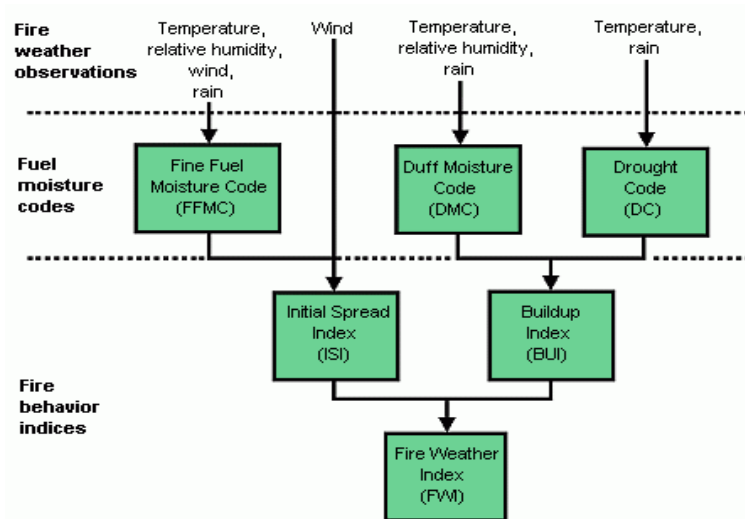 Fire
weather
observations
Temperature,
relative humidity,
wind,
rain
Wind
Temperature,
relative humidity,
rain
Temperature,
rain
Fuel
moisture
codes
Fine Fuel
Moisture Code
(FFMC)
Duff Moisture
Code
(DMC)
Drought
Code
(DC)
Fire
behavior
indices
Initial Spread
Index
(ISI)
Buildup
Index
(BUI)
Fire Weather
Index
(FWI)